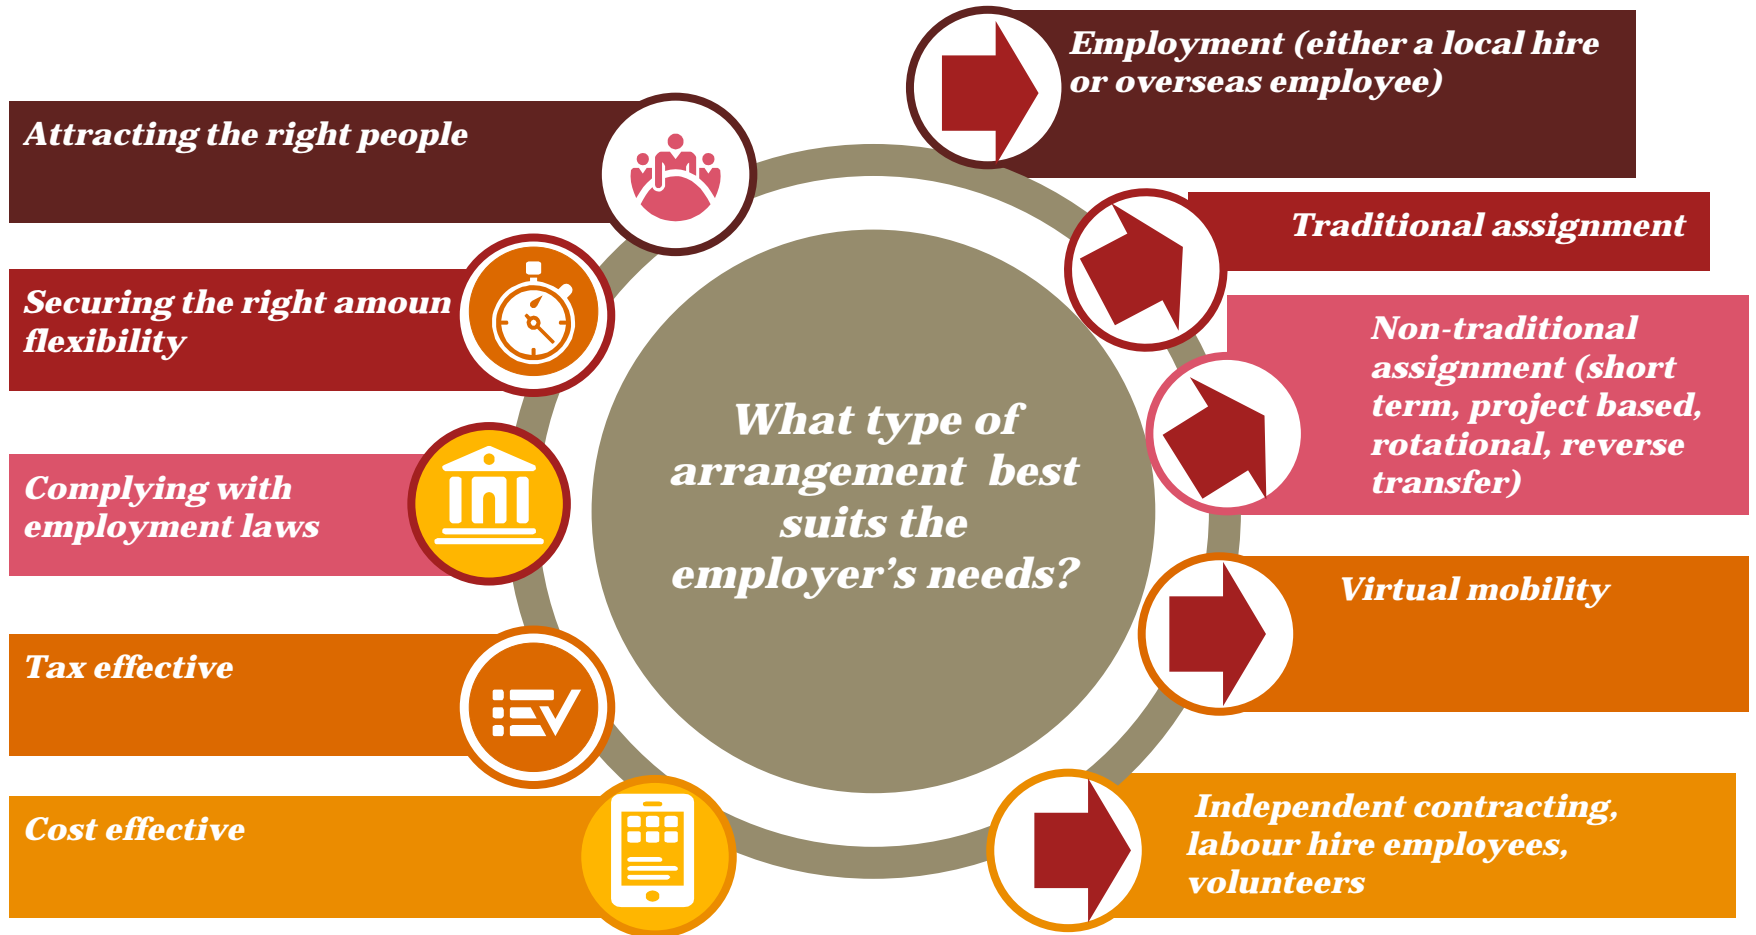 Attracting the right people
Securing the right amoun
flexibility
Complying with
employment laws
Tax effective
Cost effective
What type of
arrangement best
suits the
employer's needs?
Employment (either a local hire
or overseas employee)
Traditional assignment
Non-traditional
assignment (short
term, project based,
rotational, reverse
transfer)
Virtual mobility
Independent contracting,
labour hire employees,
volunteers